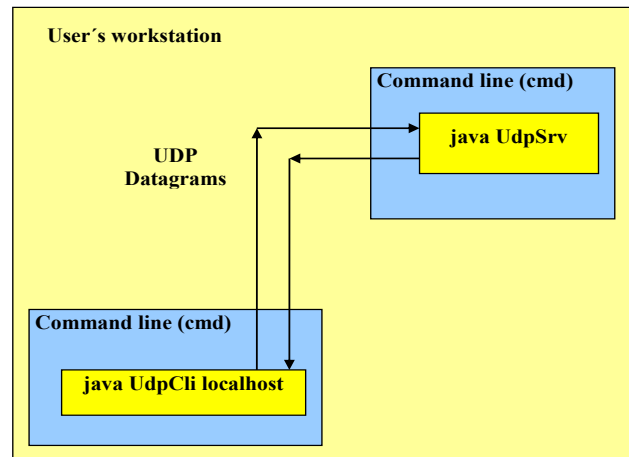 User´s workstation
Command line (cmd)
java UdpSrv
UDP
Datagrams
Command line (cmd)
java UdpCli localhost